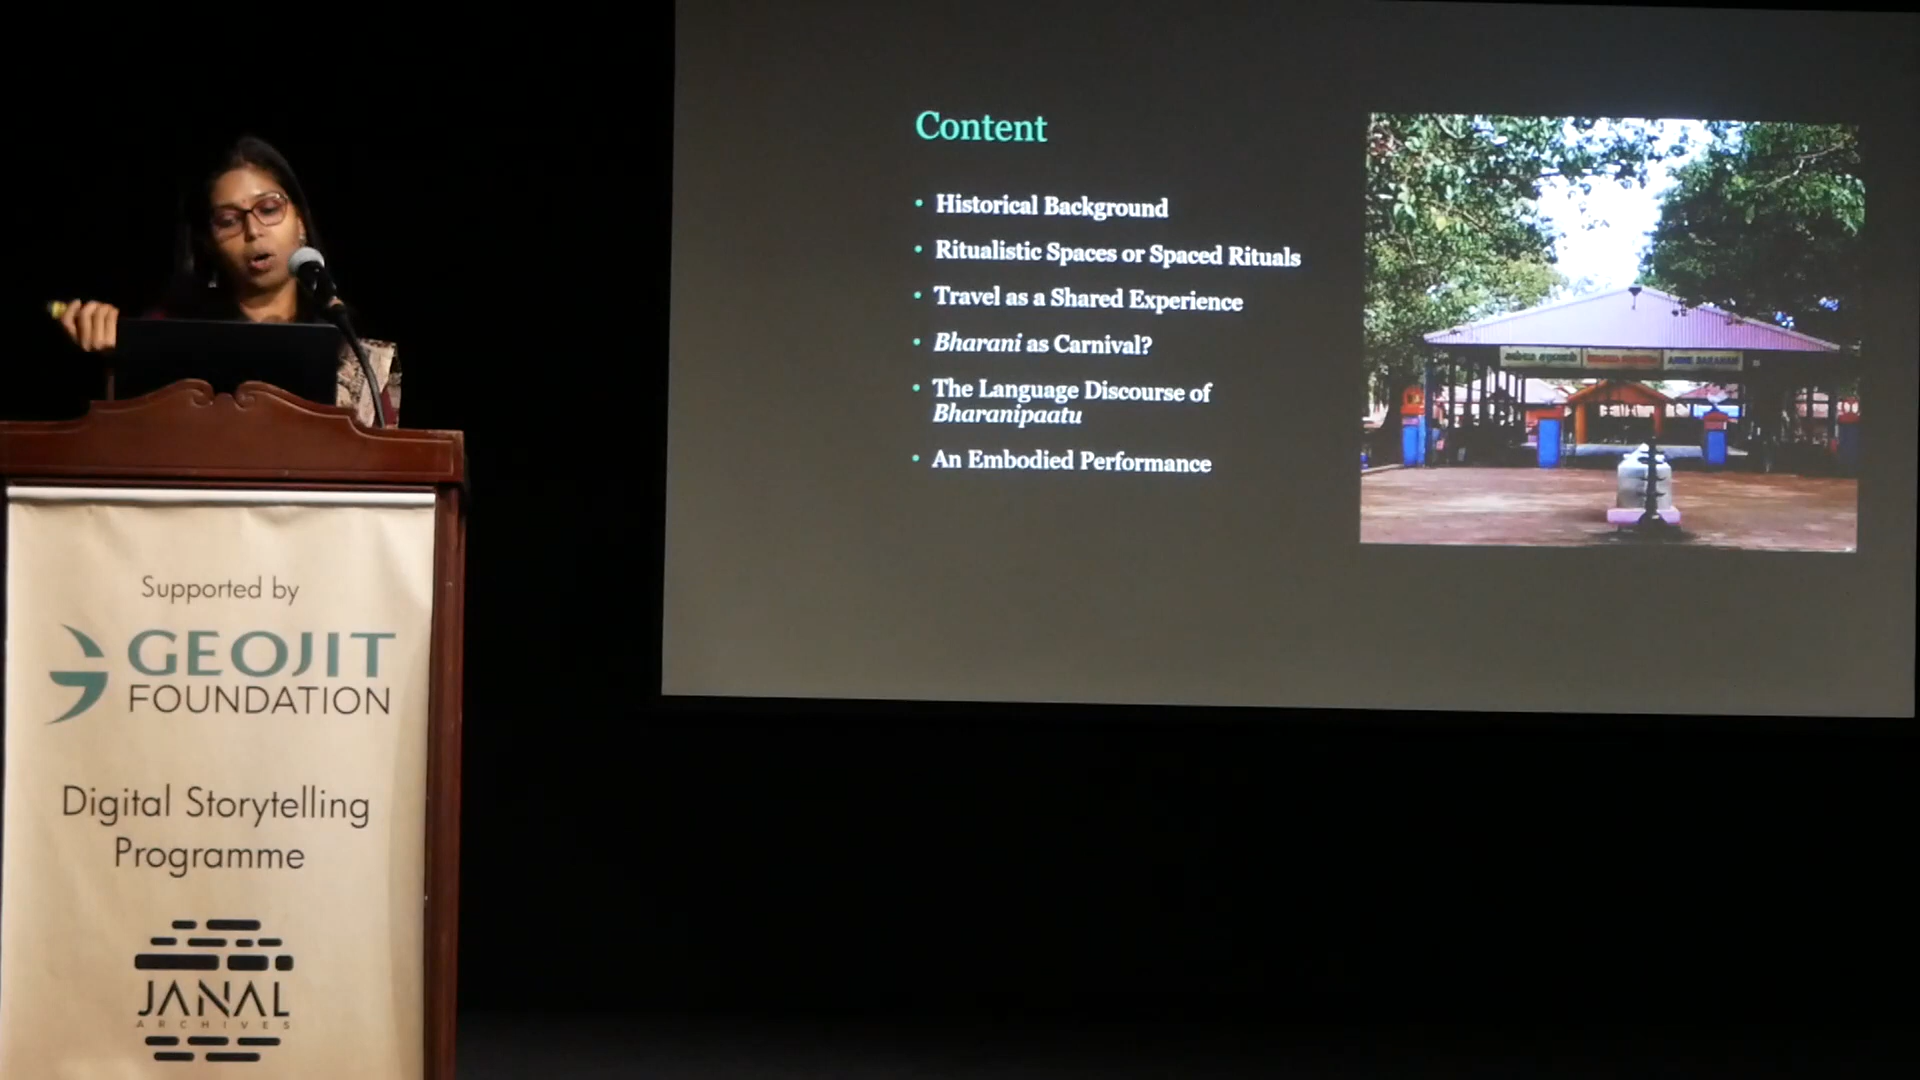 Content
Historical Background
Ritualistic Spaces or Spaced Rituals
Travel as a Shared Experience
Bharani as Carnival?
The Language Discourse of
Bharanipaatu
An Embodied Performance
Supported by
GEOJIT
FOUNDATION
Digital Storytelling
Programme
JANAL
ARCHIVES